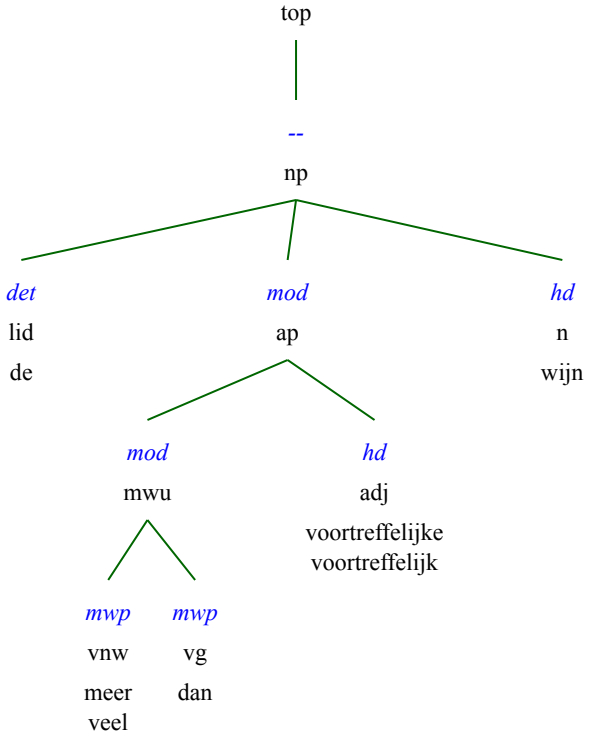 top
--
np
det mod hd
lid ap n
de wijn
mod hd
mwu adj
voortreffelijke
voortreffelijk
mwp mwp
vnw vg
meer dan
veel